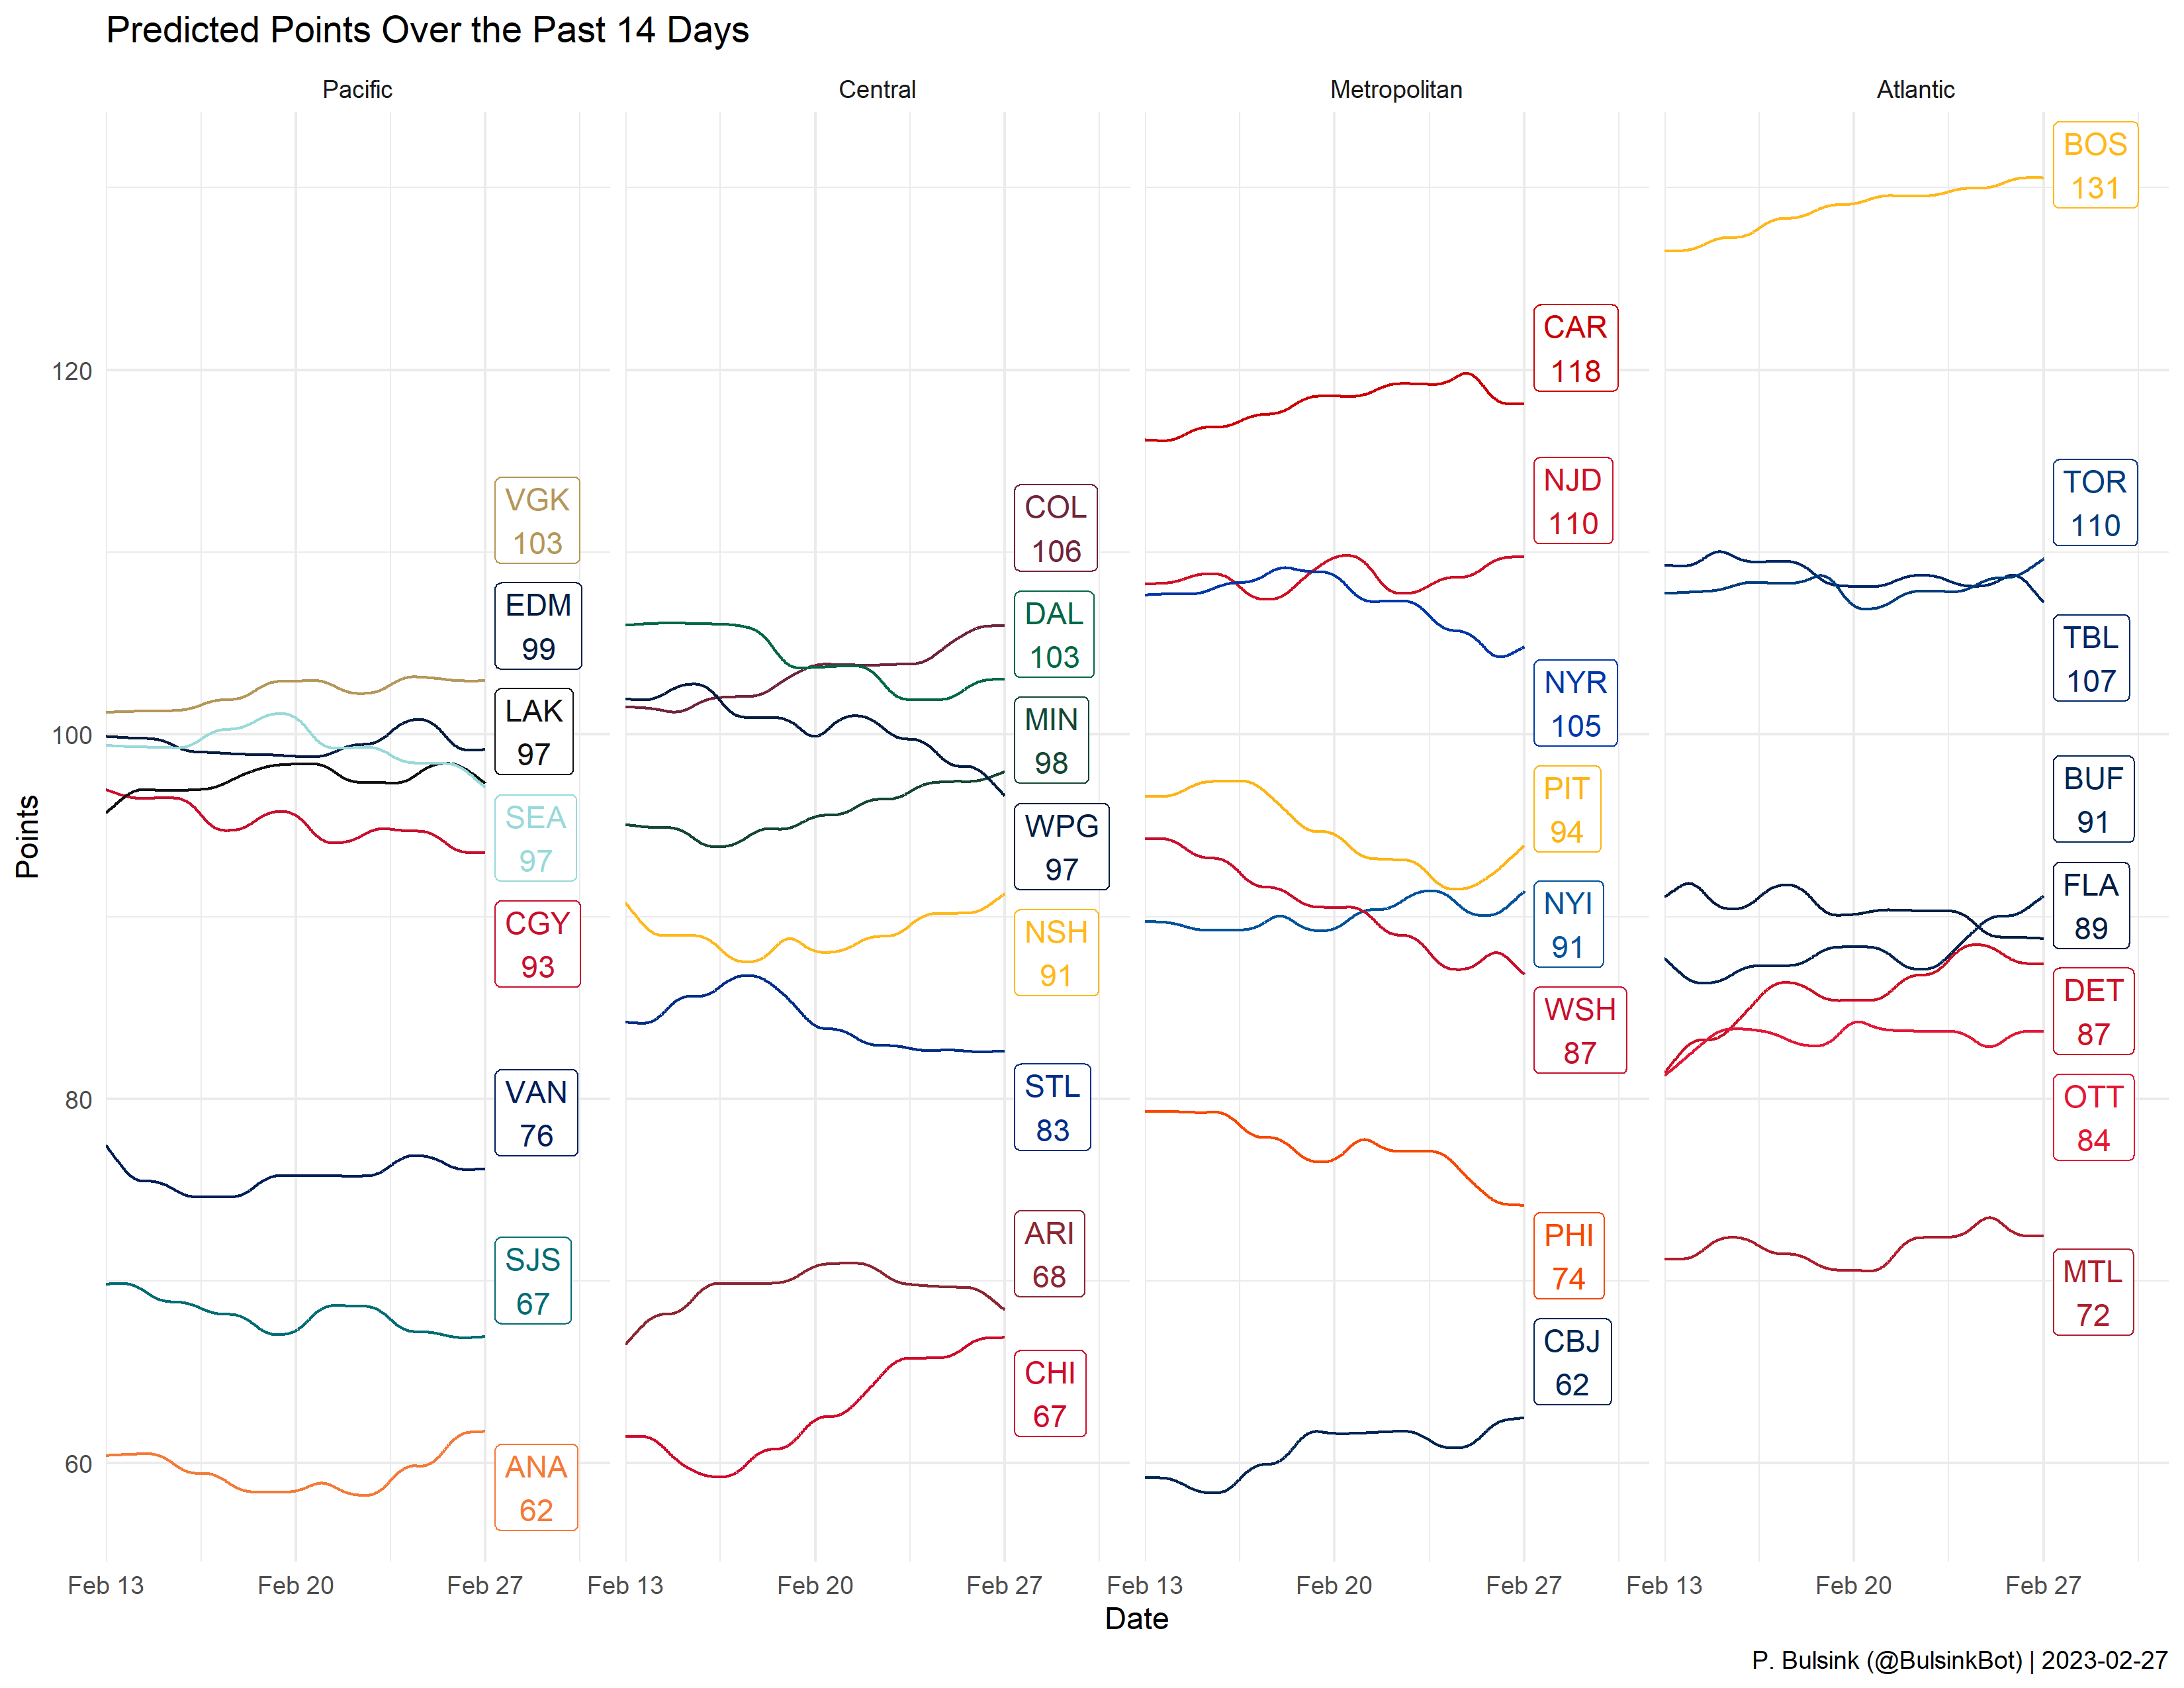 Predicted Points Over the Past 14 Days
Pacific
Central
Metropolitan
Atlantic
Points
120
100
80
60
VGK
103
EDM
99
LAK
97
SEA
97
CGY
93
VAN
76
SJS
67
ANA
62
COL
106
DAL
103
MIN
98
WPG
97
NSH
91
STL
83
ARI
68
CHI
67
CAR
118
NJD
110
NYR
105
PIT
94
NYI
91
WSH
87
PHI
74
CBJ
62
BOS
131
TOR
110
TBL
107
BUF
91
FLA
89
DET
87
OTT
84
MTL
72
Feb 13 Feb 20 Feb 27 Feb 13 Feb 20 Feb 27 Feb 13 Feb 20 Feb 27 Feb 13 Feb 20 Feb 27
Date
P. Bulsink (@BulsinkBot) | 2023-02-27